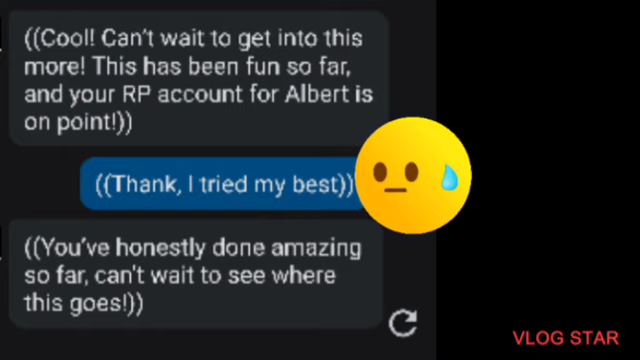 ((Cool! Can't wait to get into this
more! This has been fun so far,
and your RP account for Albert is
on point!))
((Thank, I tried my best))
((You've honestly done amazing
so far, can't wait to see where
this goes!))
VLOG STAR